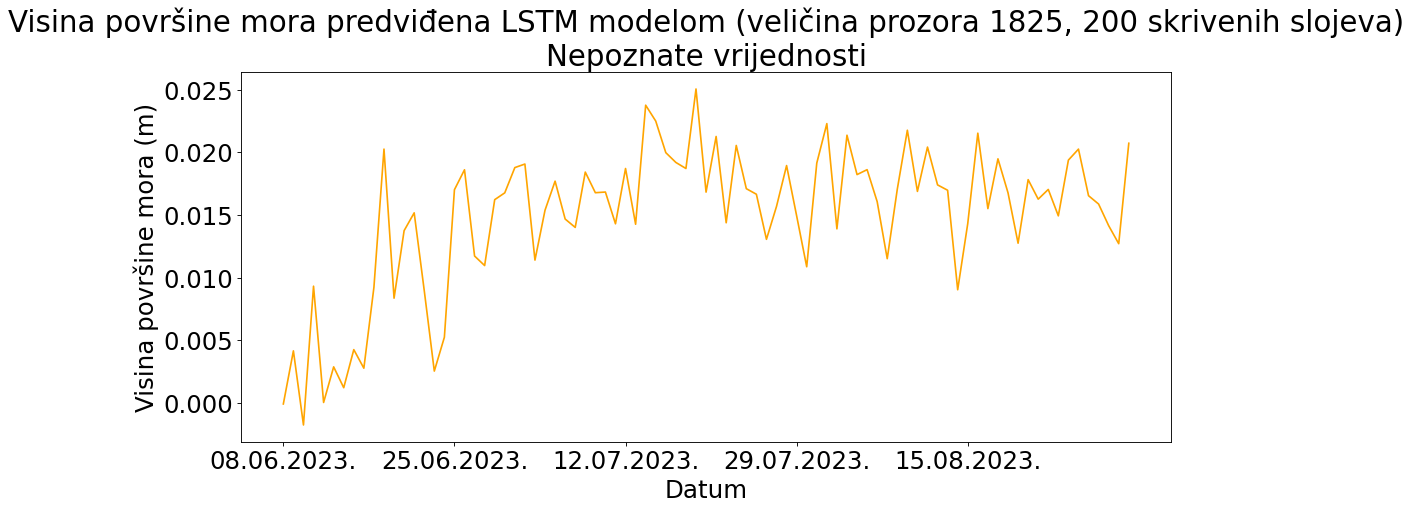 Visina površine mora predviđena LSTM modelom (veličina prozora 1825, 200 skrivenih slojeva)
Nepoznate vrijednosti
Visina površine mora (m)
0.025
0.020
0.015
0.010
0.005
0.000
08.06.2023. 25.06.2023. 12.07.2023. 29.07.2023. 15.08.2023.
Datum